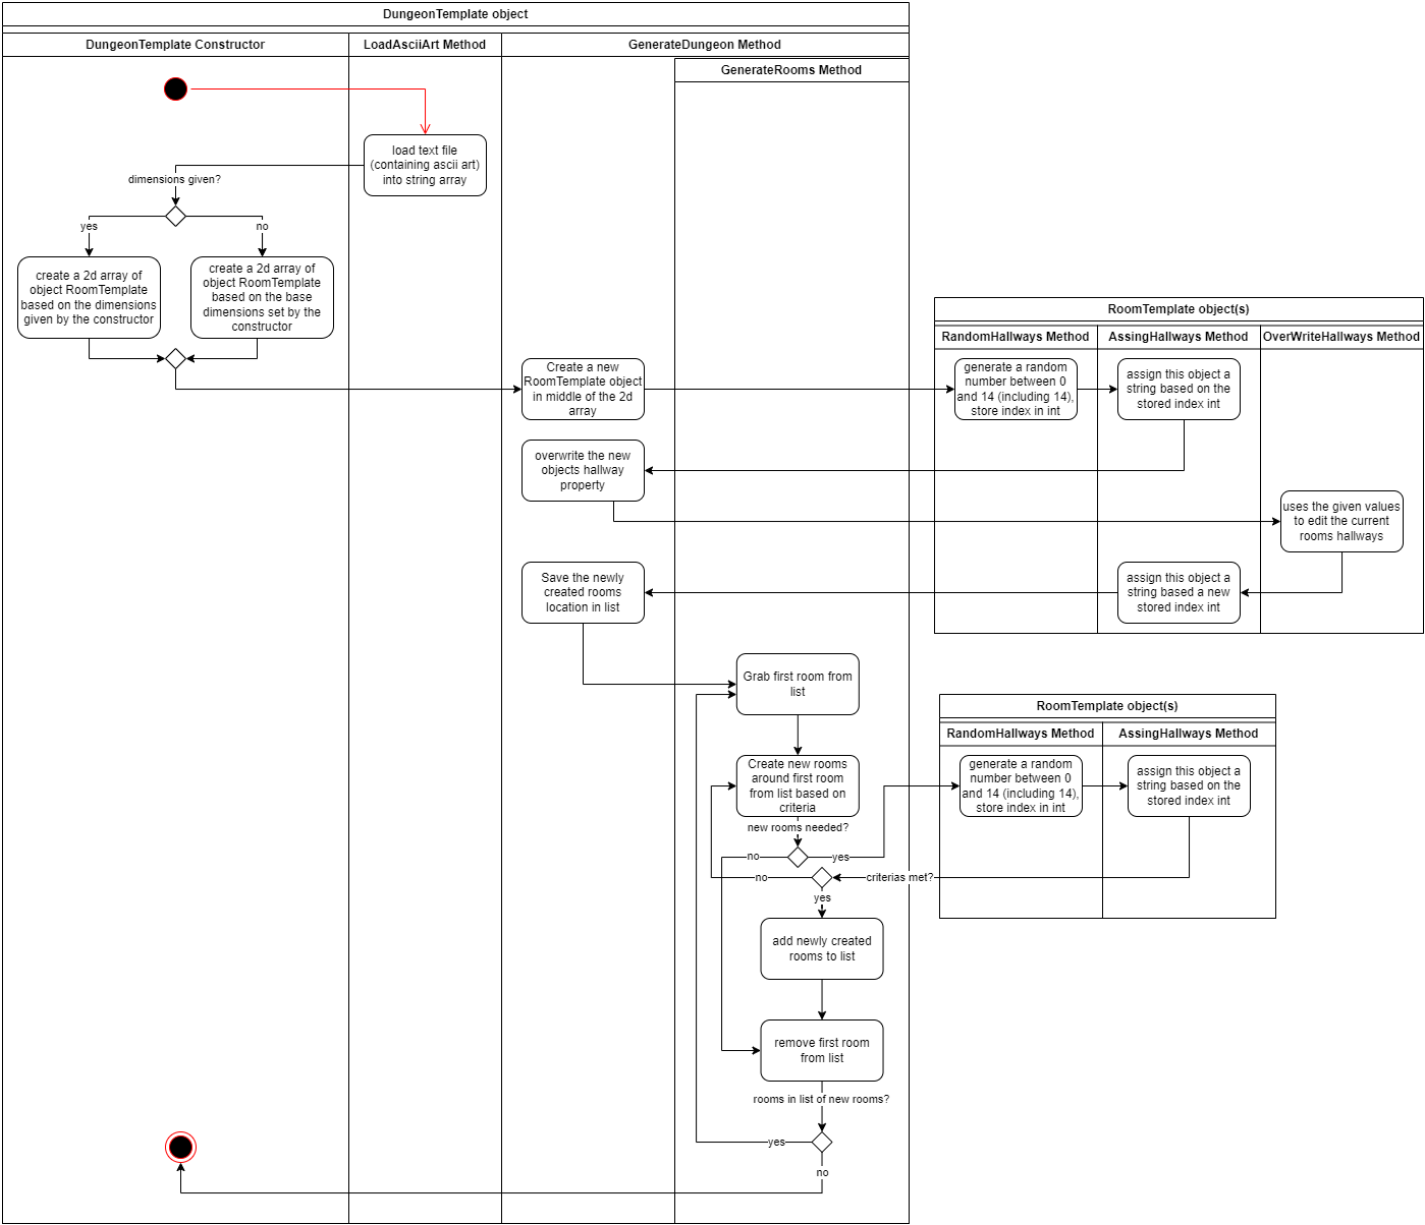 DungeonTemplate object
DungeonTemplate Constructor
LoadAsciiArt Method
GenerateDungeon Method
GenerateRooms Method
load text file
(containing ascii art)
into string array
dimensions given?
yes
no
create a 2d array of
object RoomTemplate
based on the dimensions
given by the constructor
create a 2d array of
object RoomTemplate
based on the base
dimensions set by the
constructor
RoomTemplate object(s)
RandomHallways Method
AssingHallways Method
OverWriteHallways Method
Create a new
RoomTemplate object
in middle of the 2d
array
generate a random
number between 0
and 14 (including 14),
store index in int
assign this object a
string based on the
stored index int
overwrite the new
objects hallway
property
uses the given values
to edit the current
rooms hallways
Save the newly
created rooms
location in list
assign this object a
string based a new
stored index int
Grab first room from
list
RoomTemplate object(s)
RandomHallways Method
AssingHallways Method
Create new rooms
around first room
from list based on
criteria
generate a random
number between 0
and 14 (including 14),
store index in int
assign this object a
string based on the
stored index int
new rooms needed?
no
yes
no
criterias met?
yes
add newly created
rooms to list
remove first room
from list
rooms in list of new rooms?
yes
no